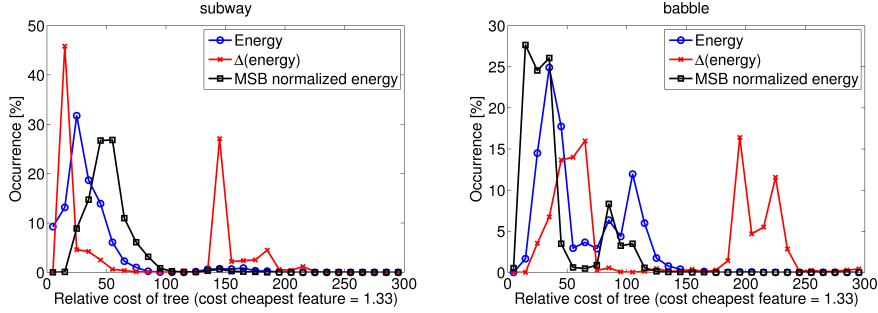 subway
50
40
30
20
10
0
Occurrence [%]
Energy
Δ(energy)
MSB normalized energy
0 50 100 150 200 250 300
Relative cost of tree (cost cheapest feature = 1.33)
babble
30
25
20
15
10
5
0
Occurrence [%]
Energy
Δ(energy)
MSB normalized energy
0 50 100 150 200 250 300
Relative cost of tree (cost cheapest feature = 1.33)